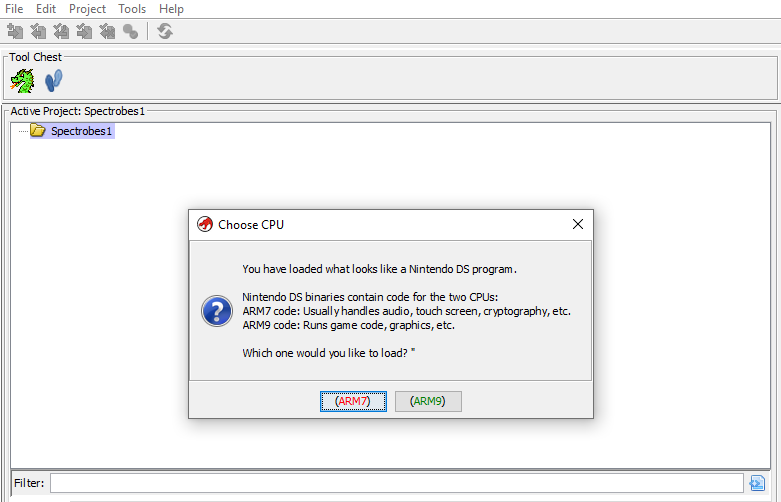 File Edit Project Tools Help
Tool Chest
Active Project: Spectrobes1
Spectrobes1
Choose CPU
You have loaded what looks like a Nintendo DS program.
Nintendo DS binaries contain code for the two CPUs:
ARM7 code: Usually handles audio, touch screen, cryptography, etc.
ARM9 code: Runs game code, graphics, etc.
Which one would you like to load? "
(ARM7) (ARM9)
Filter: